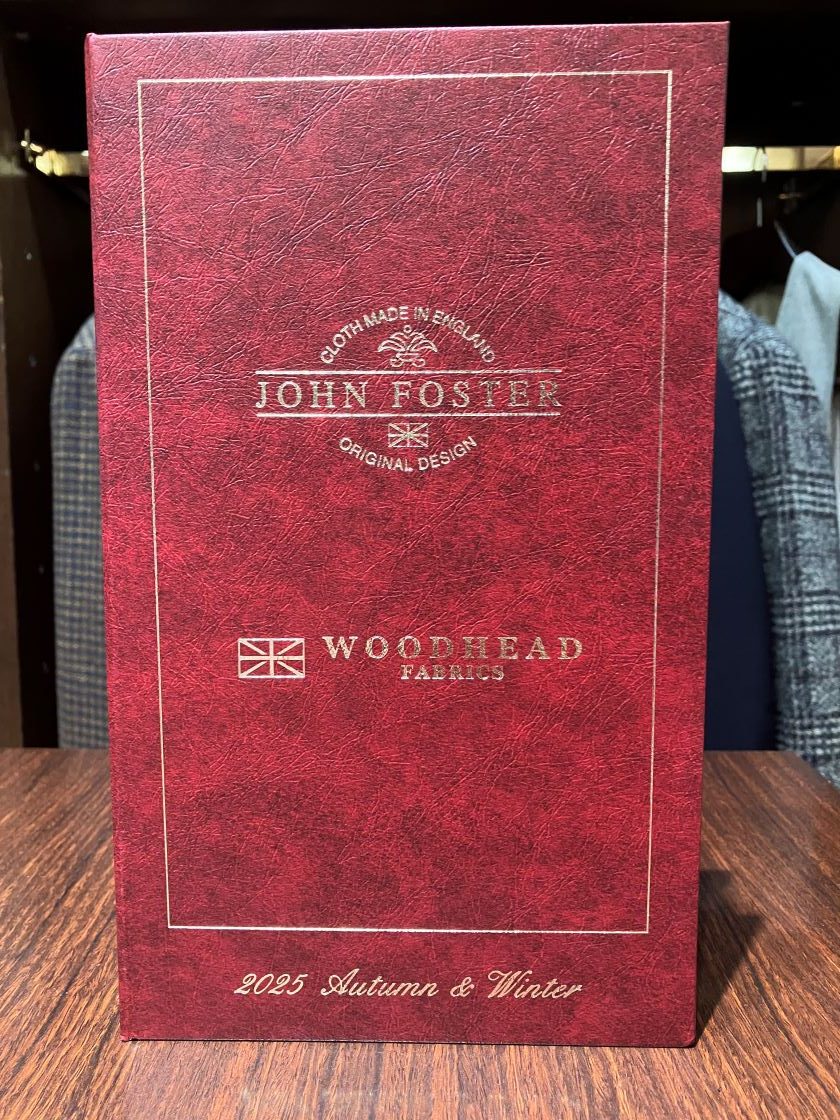 CLOTH MADE IN ENGLAND
JOHN FOSTER
ORIGINAL DESIGN
WOODHEAD
FABRICS
2025 Autumn & Winter